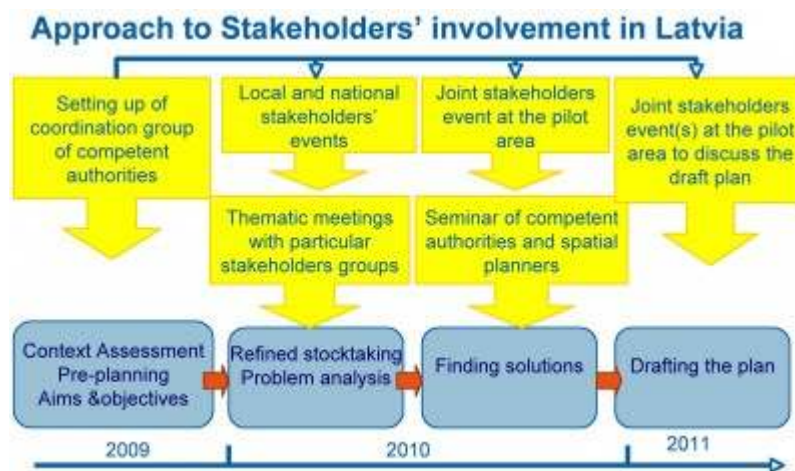 Approach to Stakeholders' involvement in Latvia
Setting up of
coordination group
of competent
authorities
Local and national
stakeholders'
events
Joint stakeholders
event at the pilot
area
Joint stakeholders
event(s) at the pilot
area to discuss the
draft plan
Thematic meetings
with particular
stakeholders groups
Seminar of competent
authorities and spatial
planners
Context Assessment
Pre-planning
Aims &objectives
Refined stocktaking
Problem analysis
Finding solutions
Drafting the plan
2009
2010
2011